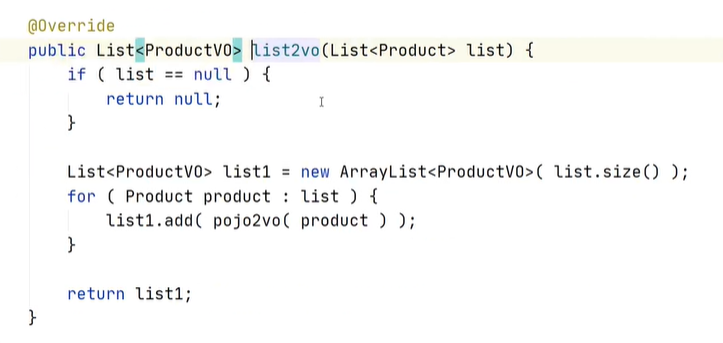 @Override
public List<ProductVO> list2vo(List<Product> list) {
    if ( list == null ) {
        return null;
    }
    List<ProductVO> list1 = new ArrayList<ProductVO>( list.size() );
    for ( Product product : list ) {
        list1.add( pojo2vo( product ) );
    }
    return list1;
}